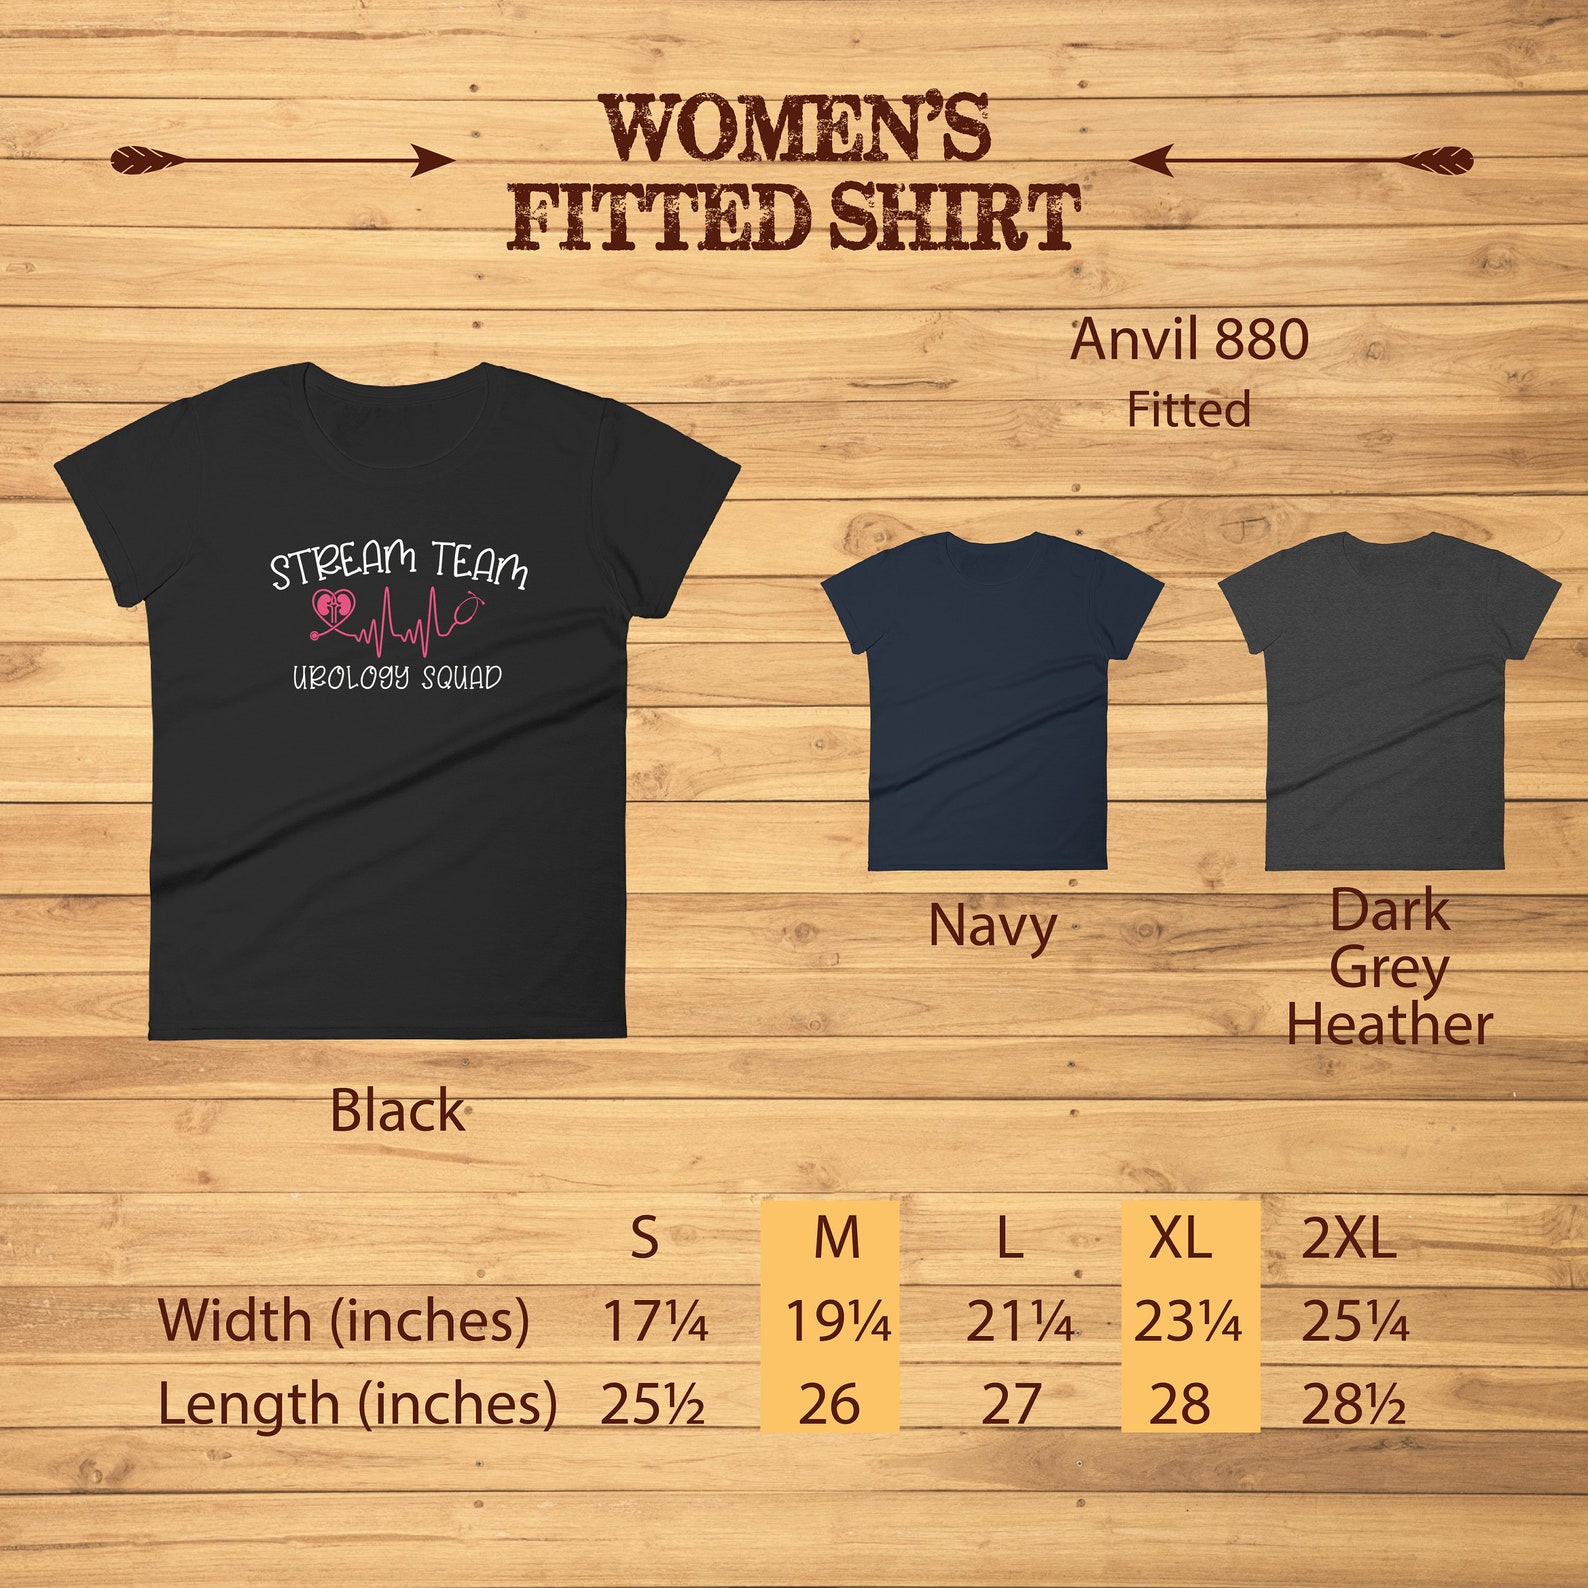 WOMEN'S
FITTED SHIRT
Anvil 880
Fitted
STREAM TEAM
UROLOGY SQUAD
Navy
Dark
Grey
Heather
Black
S M L XL 2XL
Width (inches) 17¼ 19¼ 21¼ 23¼ 25¼
Length (inches) 25½ 26 27 28 28½